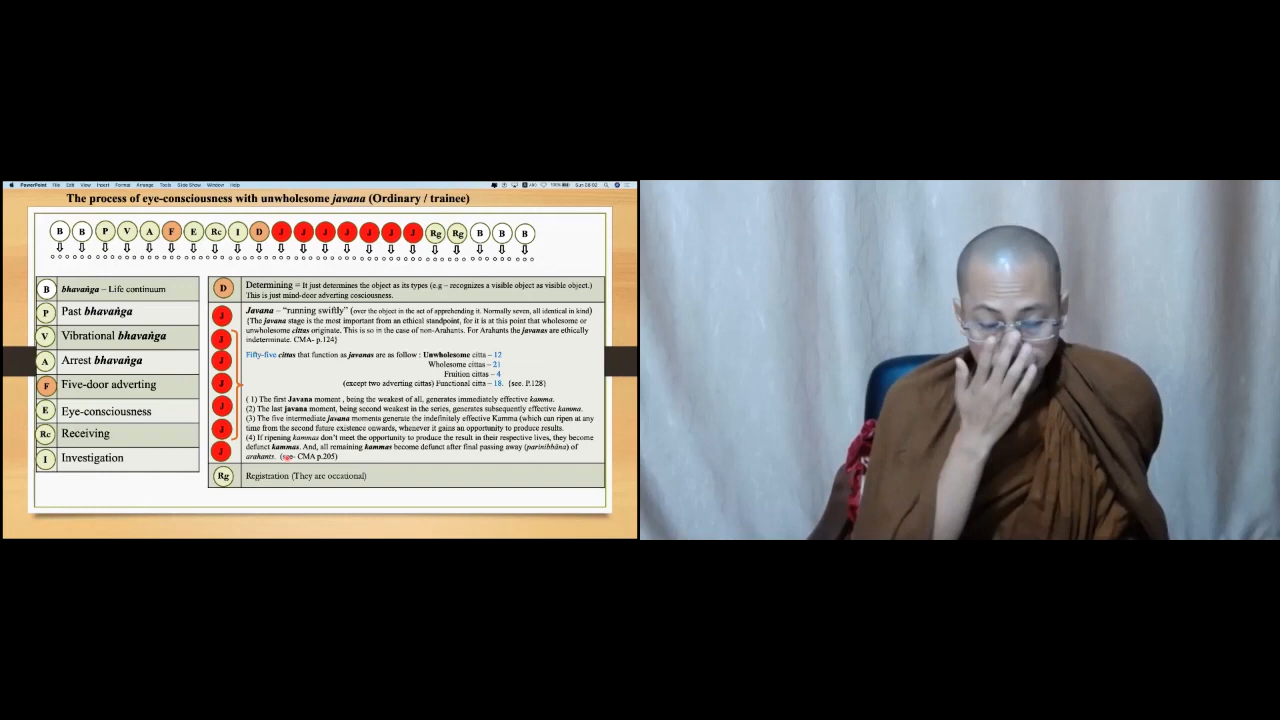 PowerPoint File Edit View Insert Format Arrange Tools Slide Show Window Help
The process of eye-consciousness with unwholesome javana (Ordinary / trainee)
B B P V A F E Rc I D J J J J J J J Rg Rg B B B
B bhavaṅga – Life continuum
P Past bhavaṅga
V Vibrational bhavaṅga
A Arrest bhavaṅga
F Five-door adverting
E Eye-consciousness
Rc Receiving
I Investigation
D Determining = It just determines the object as its types (e.g – recognizes a visible object as visible object.)
This is just mind-door adverting cosciousness.
J Javana – “running swiftly” (over the object in the act of apprehending it. Normally seven, all identical in kind)
J {The javana stage is the most important from an ethical standpoint, for it is at this point that wholesome or
unwholesome cittas originate. This is so in the case of non-Arahants. For Arahants the javanas are ethically
indeterminate. CMA- p.124}
J Fifty-five cittas that function as javanas are as follow : Unwholesome citta – 12
Wholesome cittas – 21
Fruition cittas – 4
J (except two adverting cittas) Functional citta – 18. {see. P.128}
J ( 1) The first Javana moment , being the weakest of all, generates immediately effective kamma.
(2) The last javana moment, being second weakest in the series, generates subsequently effective kamma.
(3) The five intermediate javana moments generate the indefinitely effective Kamma (which can ripen at any
J time from the second future existence onwards, whenever it gains an opportunity to produce results.
(4) If ripening kammas don’t meet the opportunity to produce the result in their respective lives, they become
J defunct kammas. And, all remaining kammas become defunct after final passing away (parinibbāna) of
arahants. (see- CMA p.205)
Rg Registration (They are occational)